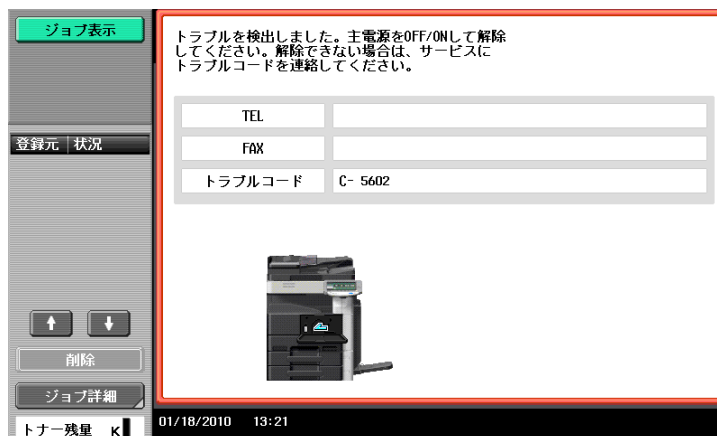 ジョブ表示
トラブルを検出しました。主電源をOFF/ONして解除
してください。解除できない場合は、サービスに
トラブルコードを連絡してください。
TEL
登録元 状況
FAX
トラブルコード C- 5602
削除
ジョブ詳細
トナー残量 K
01/18/2010 13:21